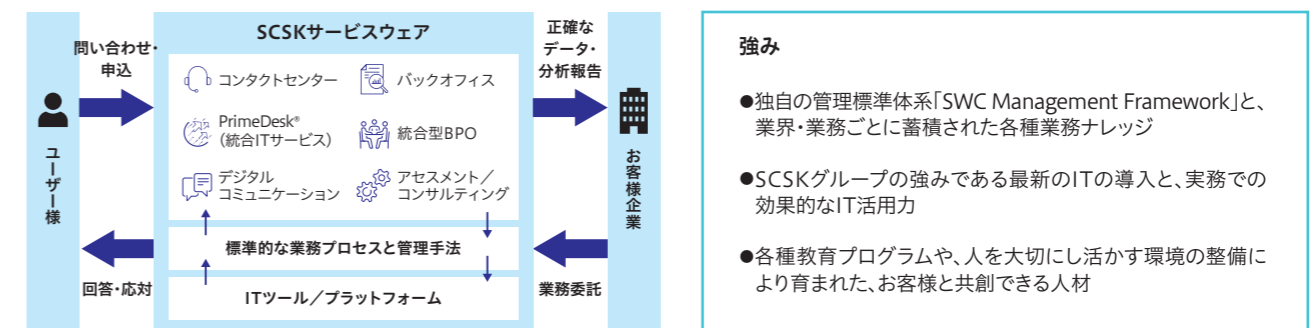 問い合わせ・
申込
ユーザー様
回答・応対
SCSKサービスウェア
コンタクトセンター
バックオフィス
PrimeDesk®
(統合ITサービス)
統合型BPO
デジタル
コミュニケーション
アセスメント/
コンサルティング
標準的な業務プロセスと管理手法
ITツール/プラットフォーム
正確な
データ・
分析報告
お客様企業
業務委託
強み
●独自の管理標準体系「SWC Management Framework」と、
業界・業務ごとに蓄積された各種業務ナレッジ
●SCSKグループの強みである最新のITの導入と、実務での
効果的なIT活用力
●各種教育プログラムや、人を大切にし活かす環境の整備に
より育まれた、お客様と共創できる人材